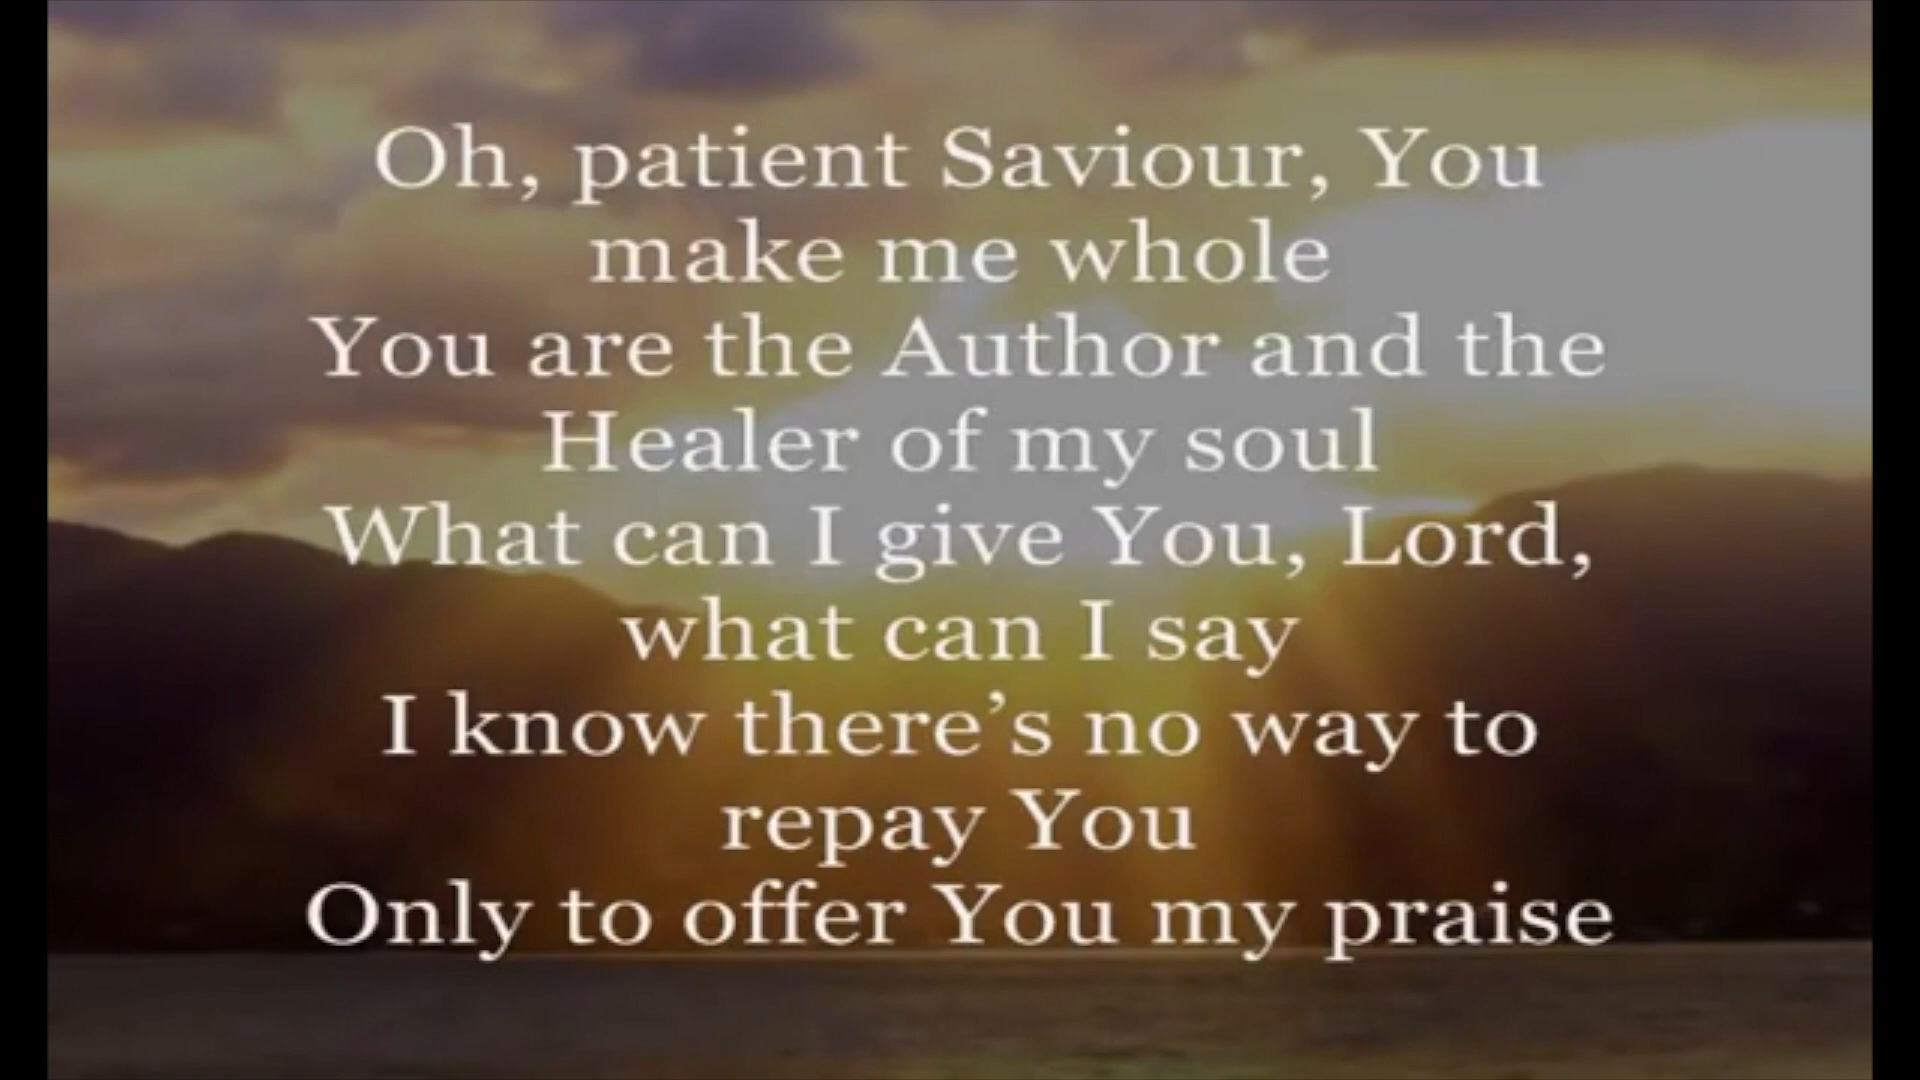 Oh, patient Saviour, You
make me whole
You are the Author and the
Healer of my soul
What can I give You, Lord,
what can I say
I know there’s no way to
repay You
Only to offer You my praise